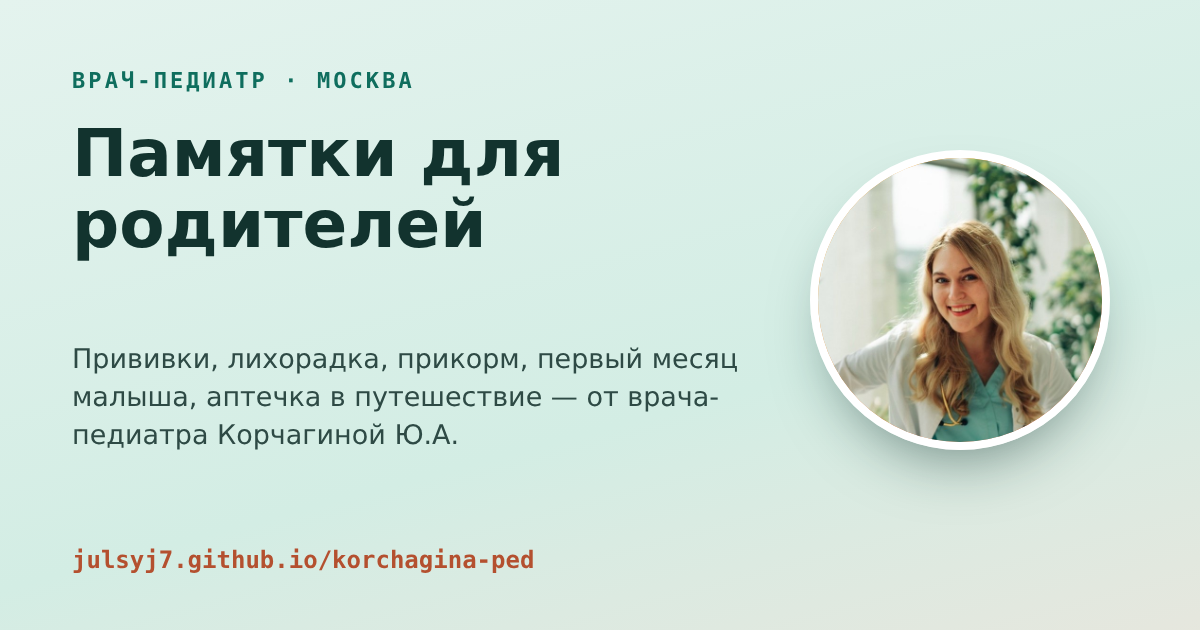 ВРАЧ-ПЕДИАТР · МОСКВА
Памятки для
родителей
Прививки, лихорадка, прикорм, первый месяц
малыша, аптечка в путешествие — от врача-
педиатра Корчагиной Ю.А.
julsyj7.github.io/korchagina-ped